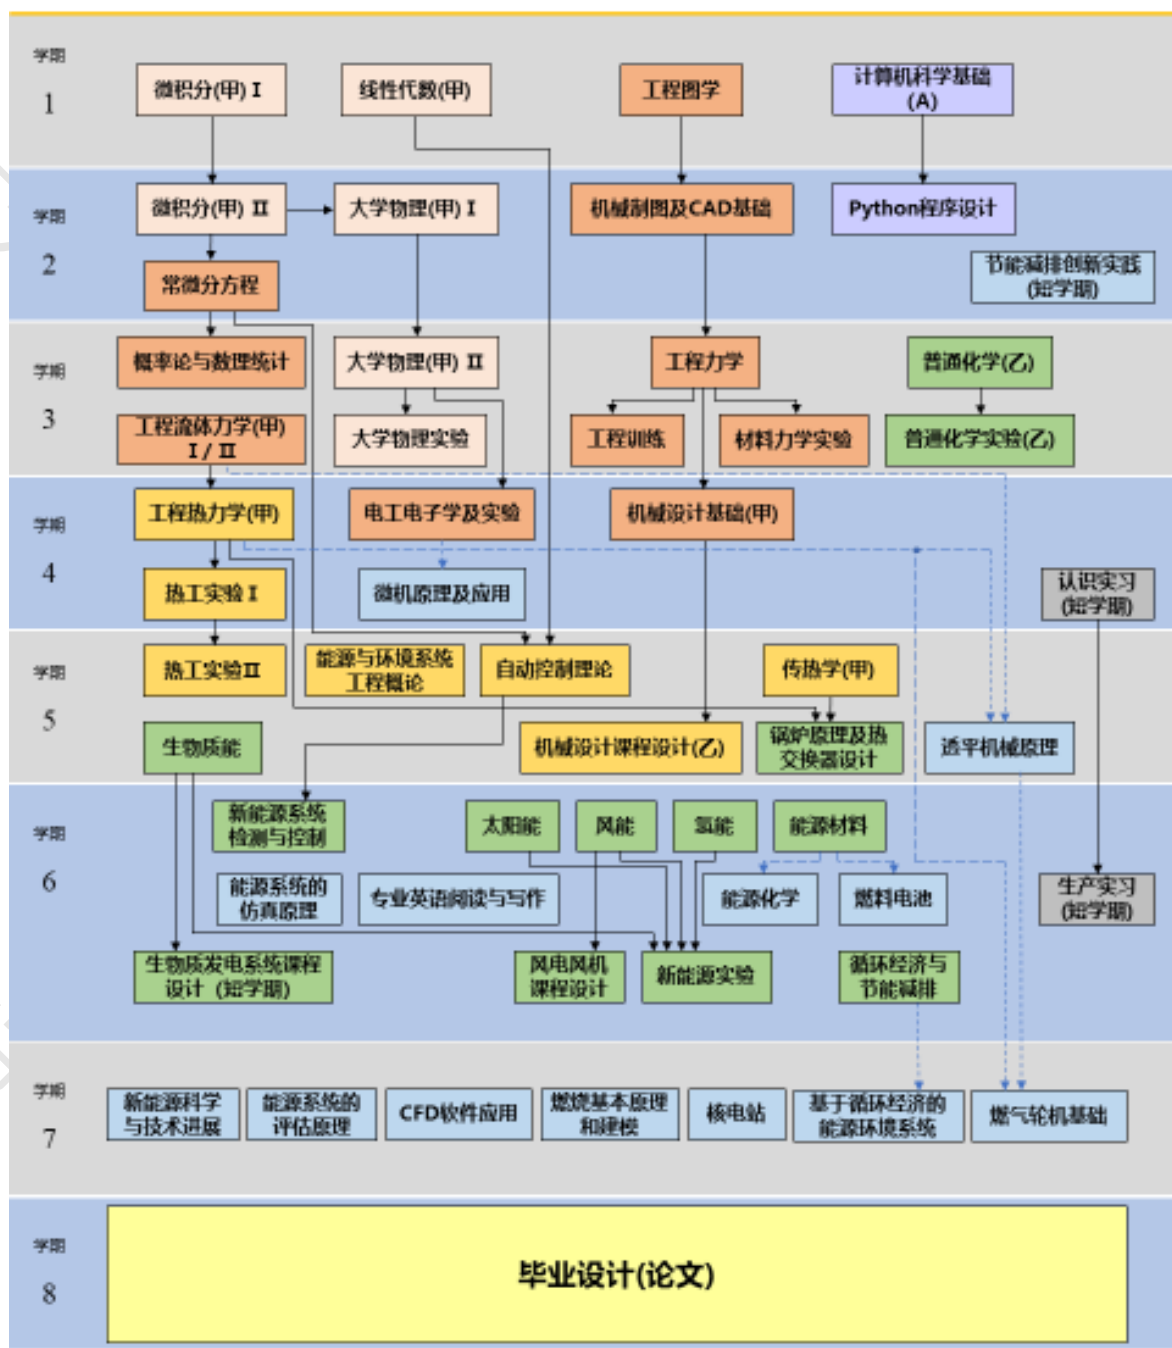 学期
1
微积分(甲) I
线性代数(甲)
工程图学
计算机科学基础
(A)
学期
2
微积分(甲) II
大学物理(甲) I
机械制图及CAD基础
Python程序设计
常微分方程
节能减排创新实践
(短学期)
学期
3
概率论与数理统计
大学物理(甲) II
工程力学
普通化学(乙)
工程流体力学(甲)
I / II
大学物理实验
工程训练
材料力学实验
普通化学实验(乙)
学期
4
工程热力学(甲)
电工电子学及实验
机械设计基础(甲)
热工实验 I
微机原理及应用
认识实习
(短学期)
学期
5
热工实验II
能源与环境系统
工程概论
自动控制理论
传热学(甲)
生物质能
机械设计课程设计(乙)
锅炉原理及热
交换器设计
透平机械原理
学期
6
新能源系统
检测与控制
太阳能
风能
氢能
能源材料
能源系统的
仿真原理
专业英语阅读与写作
能源化学
燃料电池
生产实习
(短学期)
生物质发电系统课程
设计（短学期）
风电风机
课程设计
新能源实验
循环经济与
节能减排
学期
7
新能源科学
与技术进展
能源系统的
评估原理
CFD软件应用
燃烧基本原理
和建模
核电站
基于循环经济的
能源环境系统
燃气轮机基础
学期
8
毕业设计(论文)